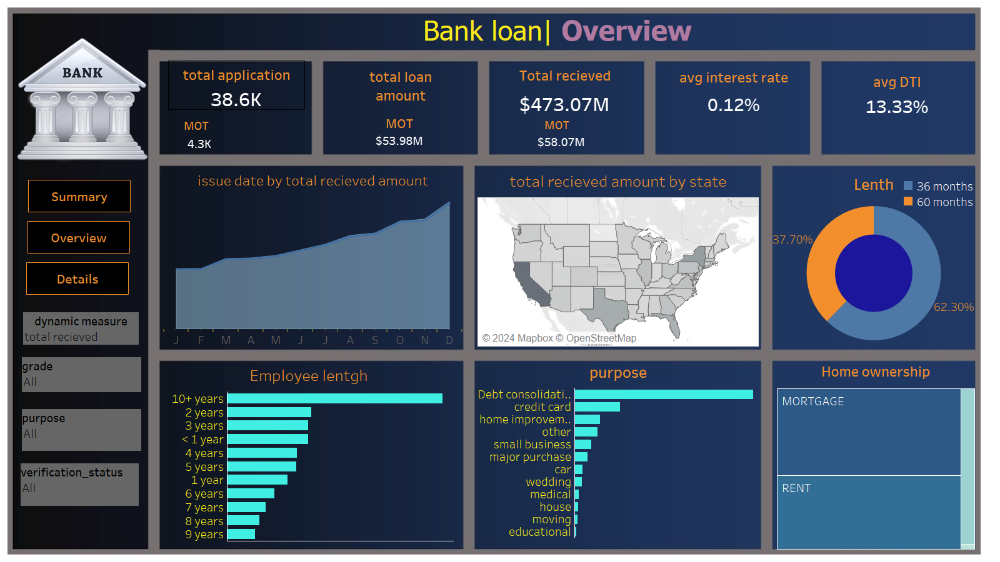 Bank loan| Overview
BANK
Summary
Overview
Details
dynamic measure
total recieved
grade
All
purpose
All
verification_status
All
total application
38.6K
MOT
4.3K
total loan
amount
MOT
$53.98M
Total recieved
$473.07M
MOT
$58.07M
avg interest rate
0.12%
avg DTI
13.33%
issue date by total recieved amount
J F M A M J J A S O N D
total recieved amount by state
United
States
© 2024 Mapbox © OpenStreetMap
Mexico
Lenth
36 months
60 months
37.70%
62.30%
Employee lentgh
10+ years
2 years
3 years
< 1 year
4 years
5 years
1 year
6 years
7 years
8 years
9 years
purpose
Debt consolidati..
credit card
home improvem..
other
small business
major purchase
car
wedding
medical
house
moving
educational
Home ownership
MORTGAGE
RENT